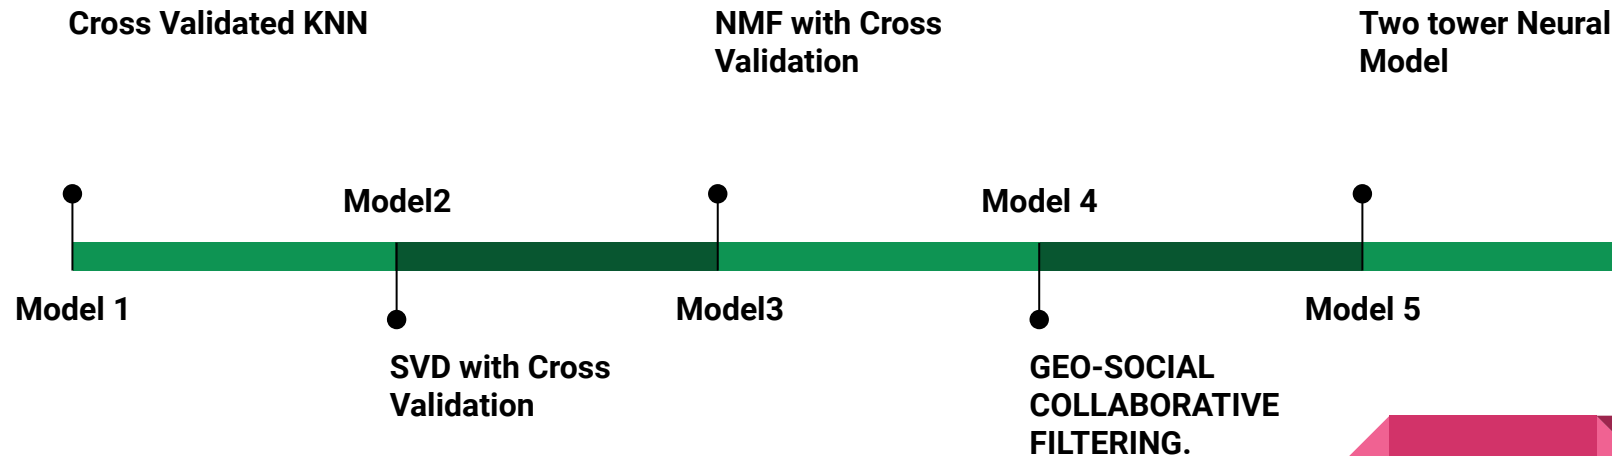 Cross Validated KNN
NMF with Cross
Validation
Two tower Neural
Model
Model2
Model 4
Model 1
Model3
Model 5
SVD with Cross
Validation
GEO-SOCIAL
COLLABORATIVE
FILTERING.